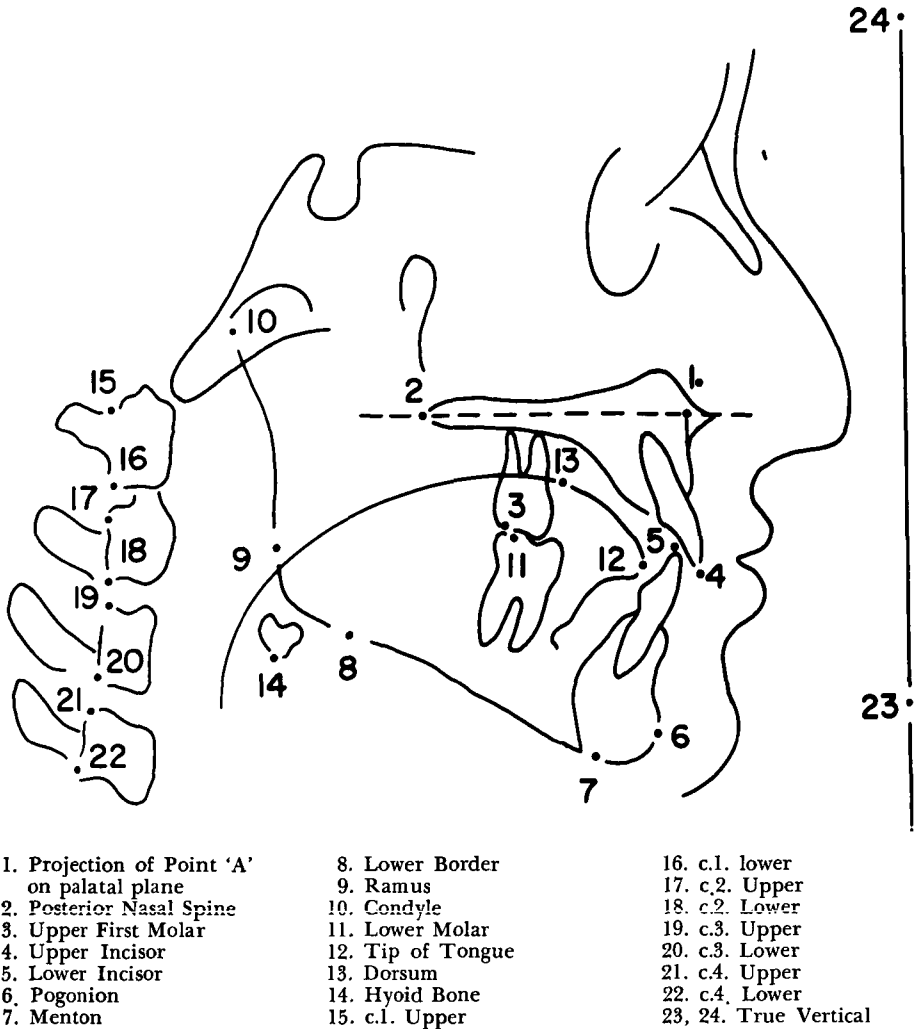 24
10
15
2
1.
16
13
17
3
18
5
12
4
9
11
19
20
14
8
21
23
6
22
7
1. Projection of Point 'A'
on palatal plane
2. Posterior Nasal Spine
3. Upper First Molar
4. Upper Incisor
5. Lower Incisor
6. Pogonion
7. Menton
8. Lower Border
9. Ramus
10. Condyle
11. Lower Molar
12. Tip of Tongue
13. Dorsum
14. Hyoid Bone
15. c.1. Upper
16. c.1. lower
17. c.2. Upper
18. c.2. Lower
19. c.3. Upper
20. c.3. Lower
21. c.4. Upper
22. c.4. Lower
23, 24. True Vertical